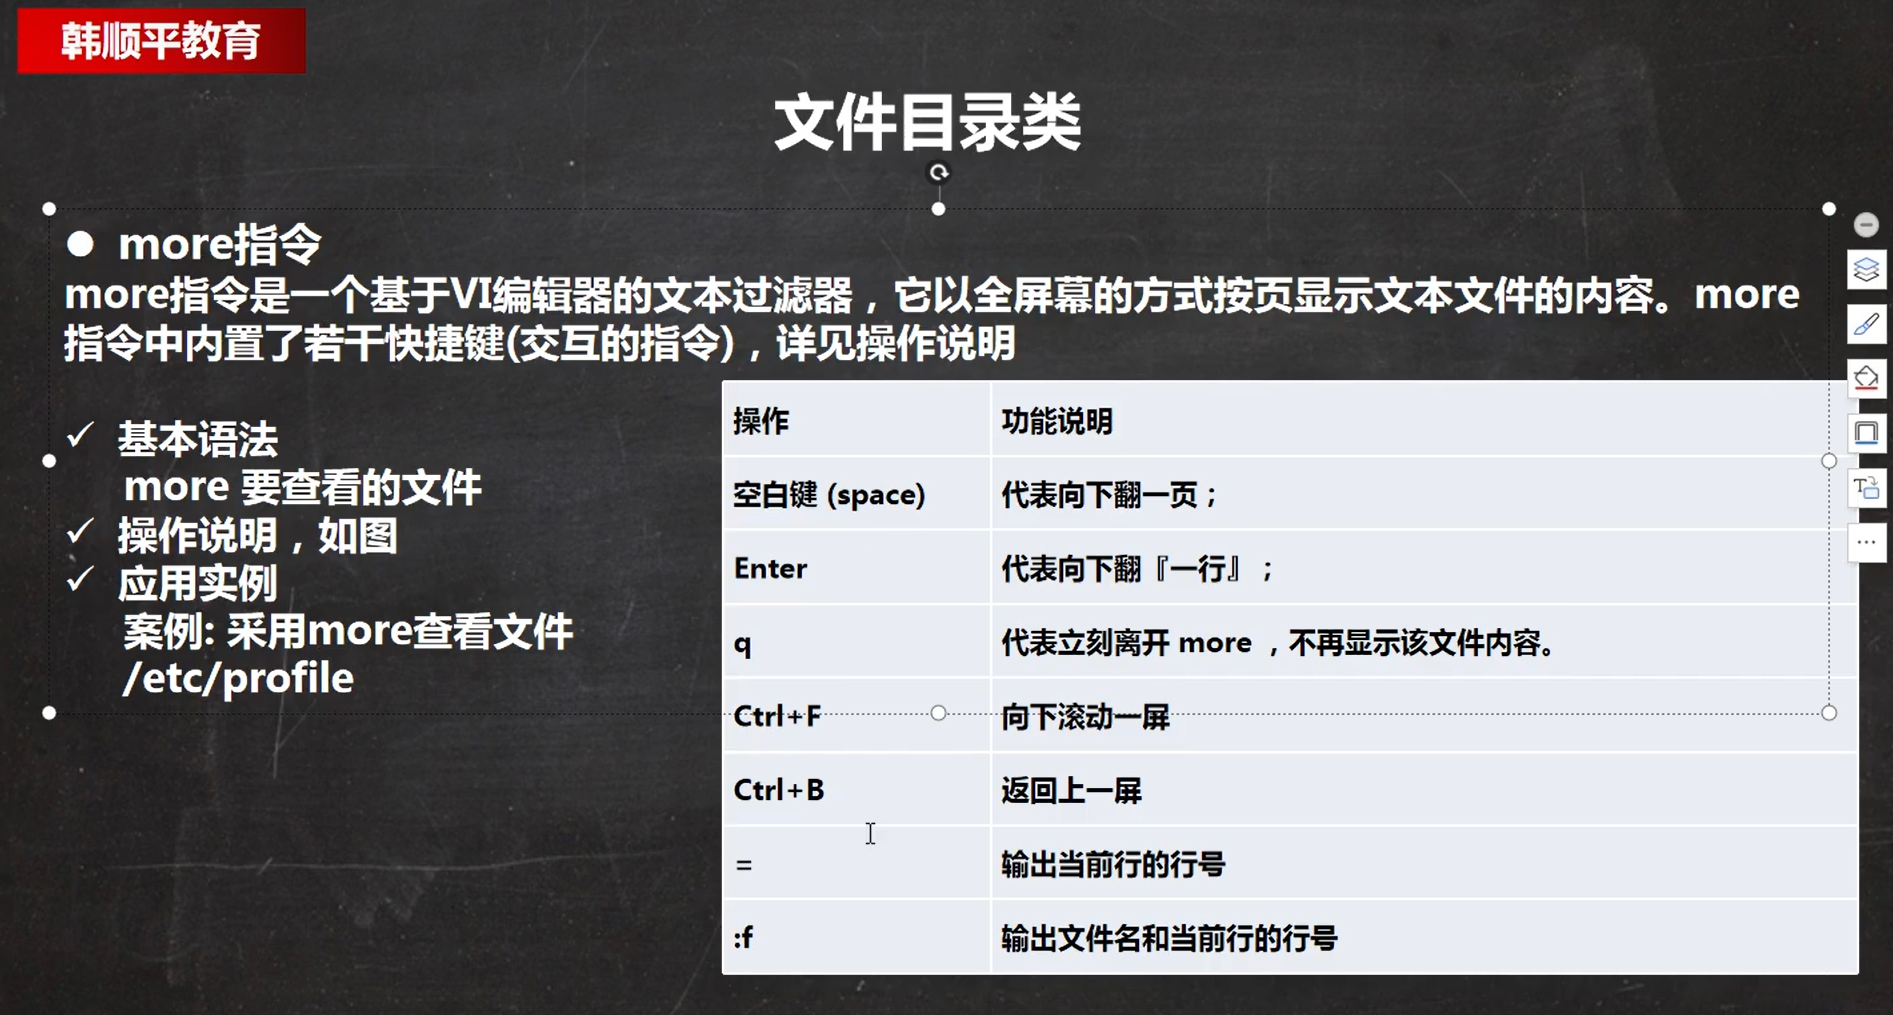 韩顺平教育
文件目录类
● more指令
more指令是一个基于VI编辑器的文本过滤器，它以全屏幕的方式按页显示文本文件的内容。more
指令中内置了若干快捷键(交互的指令)，详见操作说明
✓ 基本语法
more 要查看的文件
✓ 操作说明，如图
✓ 应用实例
案例: 采用more查看文件
/etc/profile
操作 功能说明
空白键 (space) 代表向下翻一页；
Enter 代表向下翻『一行』；
q 代表立刻离开 more ，不再显示该文件内容。
Ctrl+F 向下滚动一屏
Ctrl+B 返回上一屏
= 输出当前行的行号
:f 输出文件名和当前行的行号